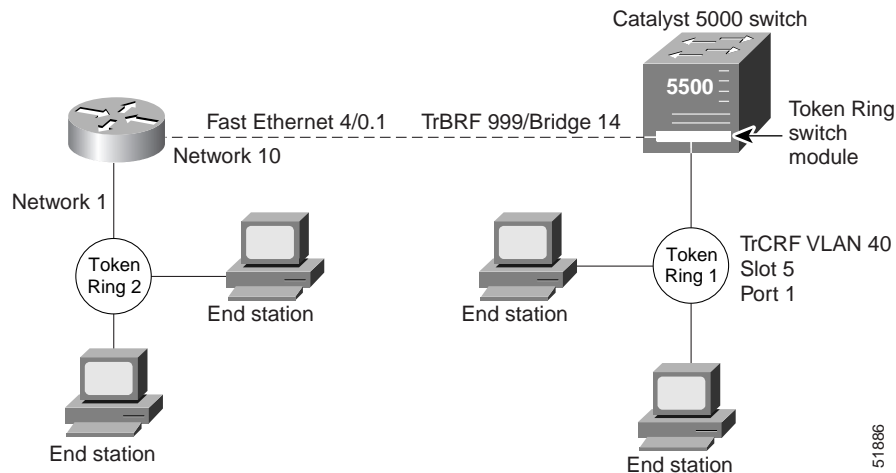 Catalyst 5000 switch
5500
Fast Ethernet 4/0.1
TrBRF 999/Bridge 14
Token Ring
switch
module
Network 10
Network 1
Token
Ring 2
End station
End station
Token
Ring 1
TrCRF VLAN 40
Slot 5
Port 1
End station
End station
51886